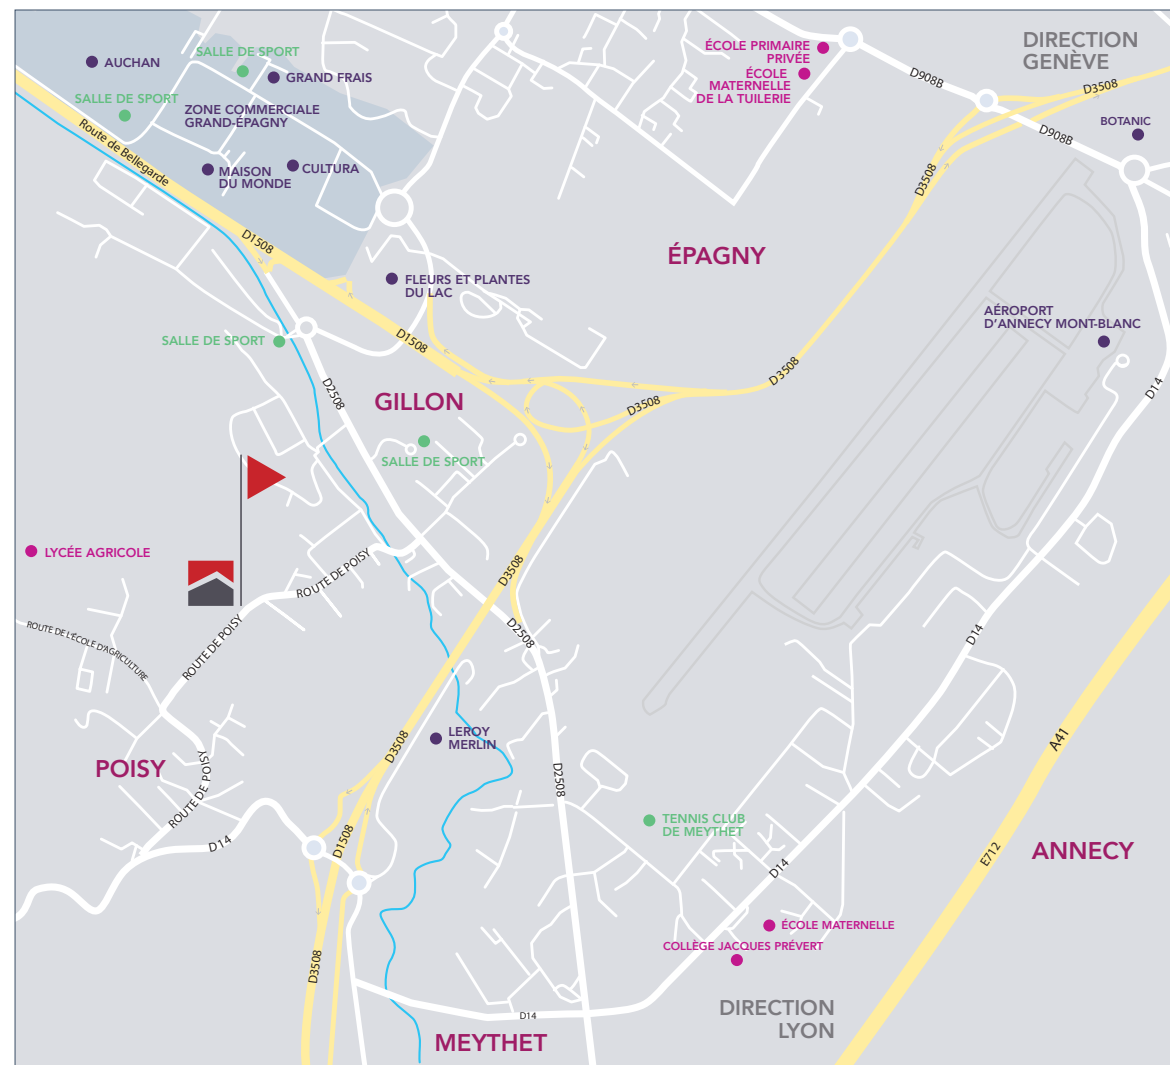 DIRECTION
GENÈVE
ÉCOLE PRIMAIRE
PRIVÉE
ÉCOLE
MATERNELLE
DE LA TUILERIE
SALLE DE SPORT
AUCHAN
GRAND FRAIS
SALLE DE SPORT
ZONE COMMERCIALE
GRAND-ÉPAGNY
D908B
D3508
BOTANIC
D908B
Route de Bellegarde
MAISON
DU MONDE
CULTURA
D3508
D1508
ÉPAGNY
FLEURS ET PLANTES
DU LAC
AÉROPORT
D'ANNECY MONT-BLANC
SALLE DE SPORT
D1508
D3508
D14
D2508
GILLON
D3508
SALLE DE SPORT
LYCÉE AGRICOLE
ROUTE DE POISY
D3508
ROUTE DE L'ÉCOLE D'AGRICULTURE
ROUTE DE POISY
D2508
D14
LEROY
MERLIN
D3508
A41
POISY
ROUTE DE POISY
D2508
TENNIS CLUB
DE MEYTHET
D14
D1508
E712
ANNECY
D14
ÉCOLE MATERNELLE
COLLÈGE JACQUES PRÉVERT
D3508
DIRECTION
LYON
D14
MEYTHET